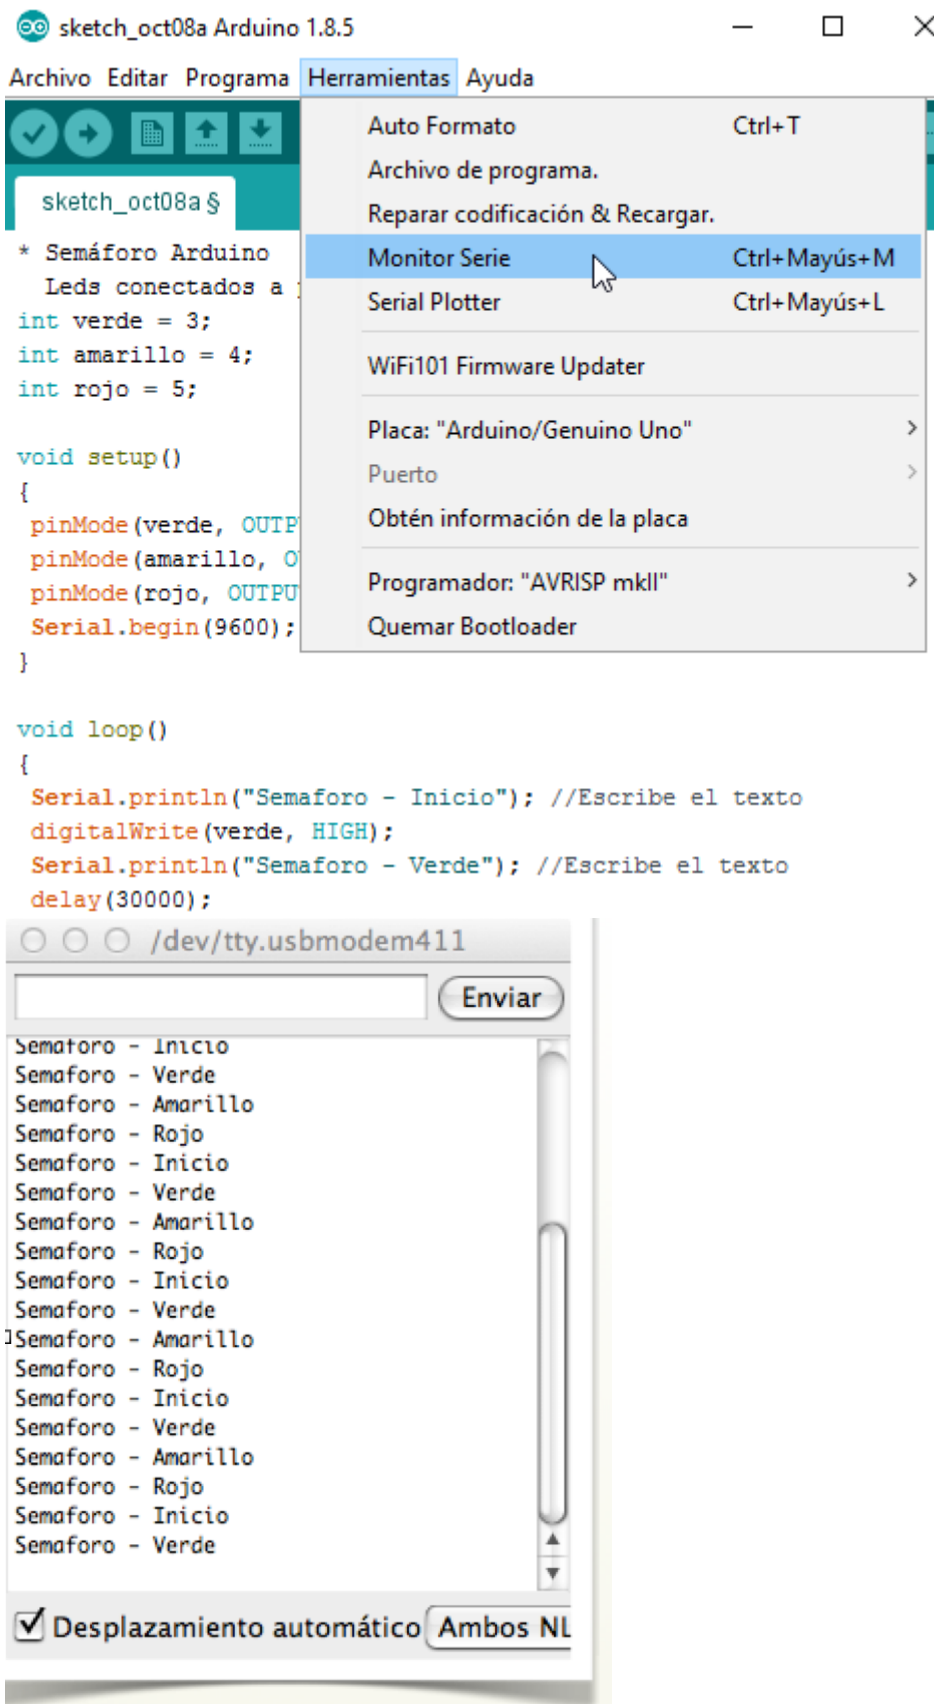 sketch_oct08a Arduino 1.8.5
Archivo Editar Programa Herramientas Ayuda
Auto Formato Ctrl+T
Archivo de programa.
Reparar codificación & Recargar.
Monitor Serie Ctrl+Mayús+M
Serial Plotter Ctrl+Mayús+L
WiFi101 Firmware Updater
Placa: "Arduino/Genuino Uno"
Puerto
Obtén información de la placa
Programador: "AVRISP mkII"
Quemar Bootloader
sketch_oct08a §
* Semáforo Arduino
Leds conectados a
int verde = 3;
int amarillo = 4;
int rojo = 5;
void setup()
{
pinMode(verde, OUTP
pinMode(amarillo, O
pinMode(rojo, OUTPU
Serial.begin(9600);
}
void loop()
{
Serial.println("Semaforo - Inicio"); //Escribe el texto
digitalWrite(verde, HIGH);
Serial.println("Semaforo - Verde"); //Escribe el texto
delay(30000);
/dev/tty.usbmodem411
Enviar
Semaforo - Inicio
Semaforo - Verde
Semaforo - Amarillo
Semaforo - Rojo
Semaforo - Inicio
Semaforo - Verde
Semaforo - Amarillo
Semaforo - Rojo
Semaforo - Inicio
Semaforo - Verde
Semaforo - Amarillo
Semaforo - Rojo
Semaforo - Inicio
Semaforo - Verde
Semaforo - Amarillo
Semaforo - Rojo
Semaforo - Inicio
Semaforo - Verde
Desplazamiento automático Ambos NL